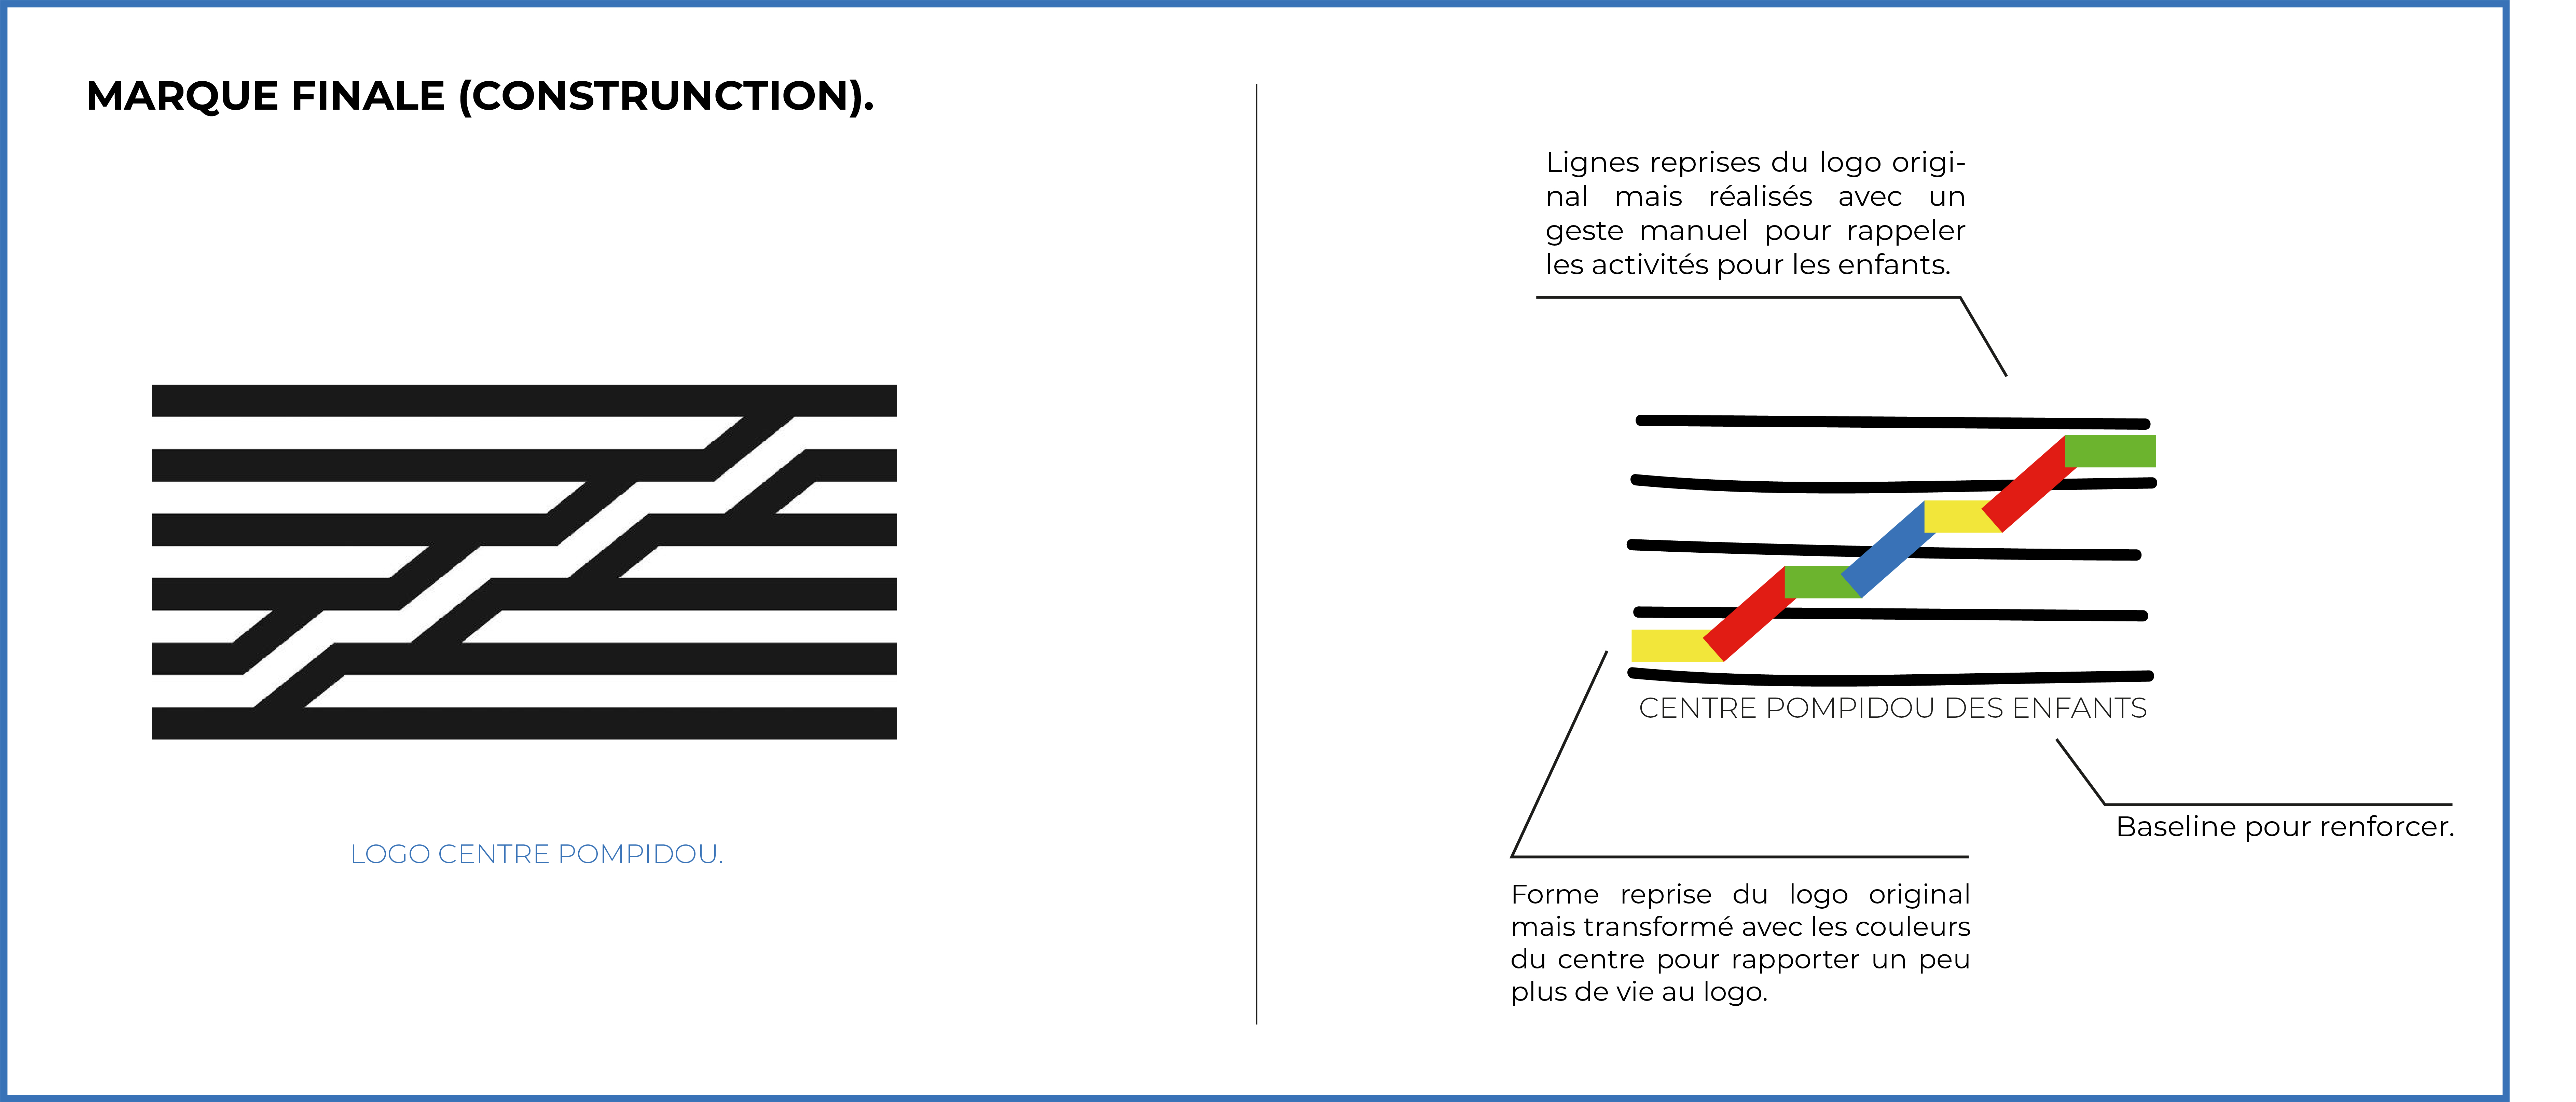 MARQUE FINALE (CONSTRUNCTION).
LOGO CENTRE POMPIDOU.
Lignes reprises du logo origi-
nal mais réalisés avec un
geste manuel pour rappeler
les activités pour les enfants.
CENTRE POMPIDOU DES ENFANTS
Baseline pour renforcer.
Forme reprise du logo original
mais transformé avec les couleurs
du centre pour rapporter un peu
plus de vie au logo.